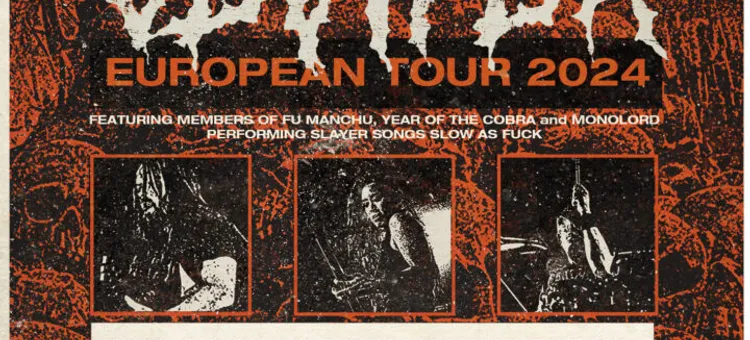 EUROPEAN TOUR 2024
FEATURING MEMBERS OF FU MANCHU, YEAR OF THE COBRA and MONOLORD
PERFORMING SLAYER SONGS SLOW AS FUCK